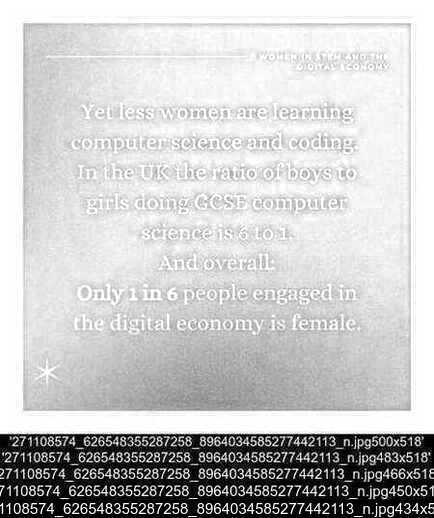 WOMEN IN STEM AND THE
DIGITAL ECONOMY
Yet less women are learning
computer science and coding.
In the UK the ratio of boys to
girls doing GCSE computer
science is 6 to 1.
And overall:
Only 1 in 6 people engaged in
the digital economy is female.
'271108574_626548355287258_8964034585277442113_n.jpg500x518'
'271108574_626548355287258_8964034585277442113_n.jpg483x518'
271108574_626548355287258_8964034585277442113_n.jpg466x518
271108574_626548355287258_8964034585277442113_n.jpg450x51
271108574_626548355287258_8964034585277442113_n.jpg434x5